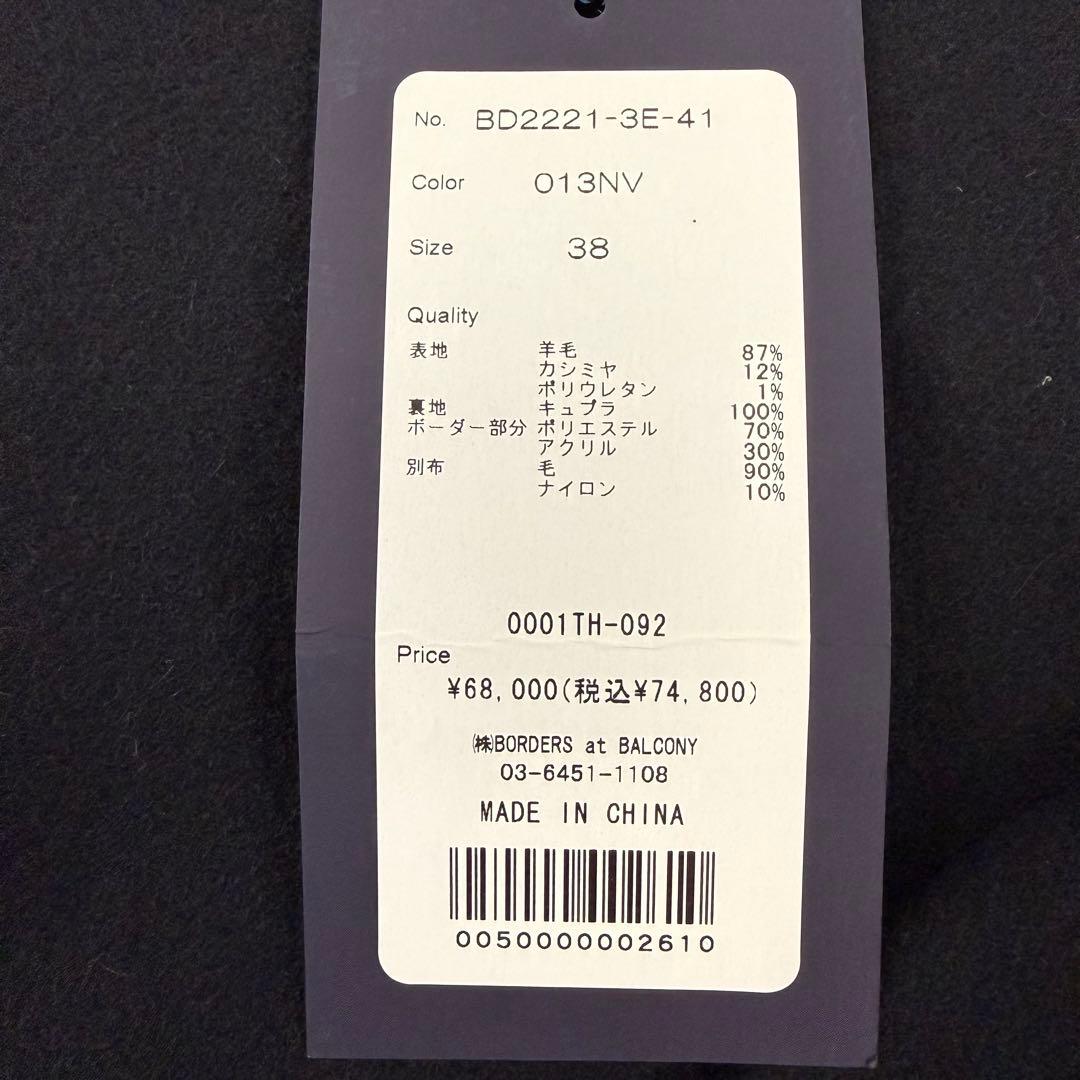 No. BD2221-3E-41
Color 013NV
Size 38
Quality
表地 羊毛 87%
カシミヤ 12%
ポリウレタン 1%
裏地 キュプラ 100%
ボーダー部分 ポリエステル 70%
アクリル 30%
別布 毛 90%
ナイロン 10%
0001TH-092
Price
¥68,000(税込¥74,800)
㈱BORDERS at BALCONY
03-6451-1108
MADE IN CHINA
0050000002610